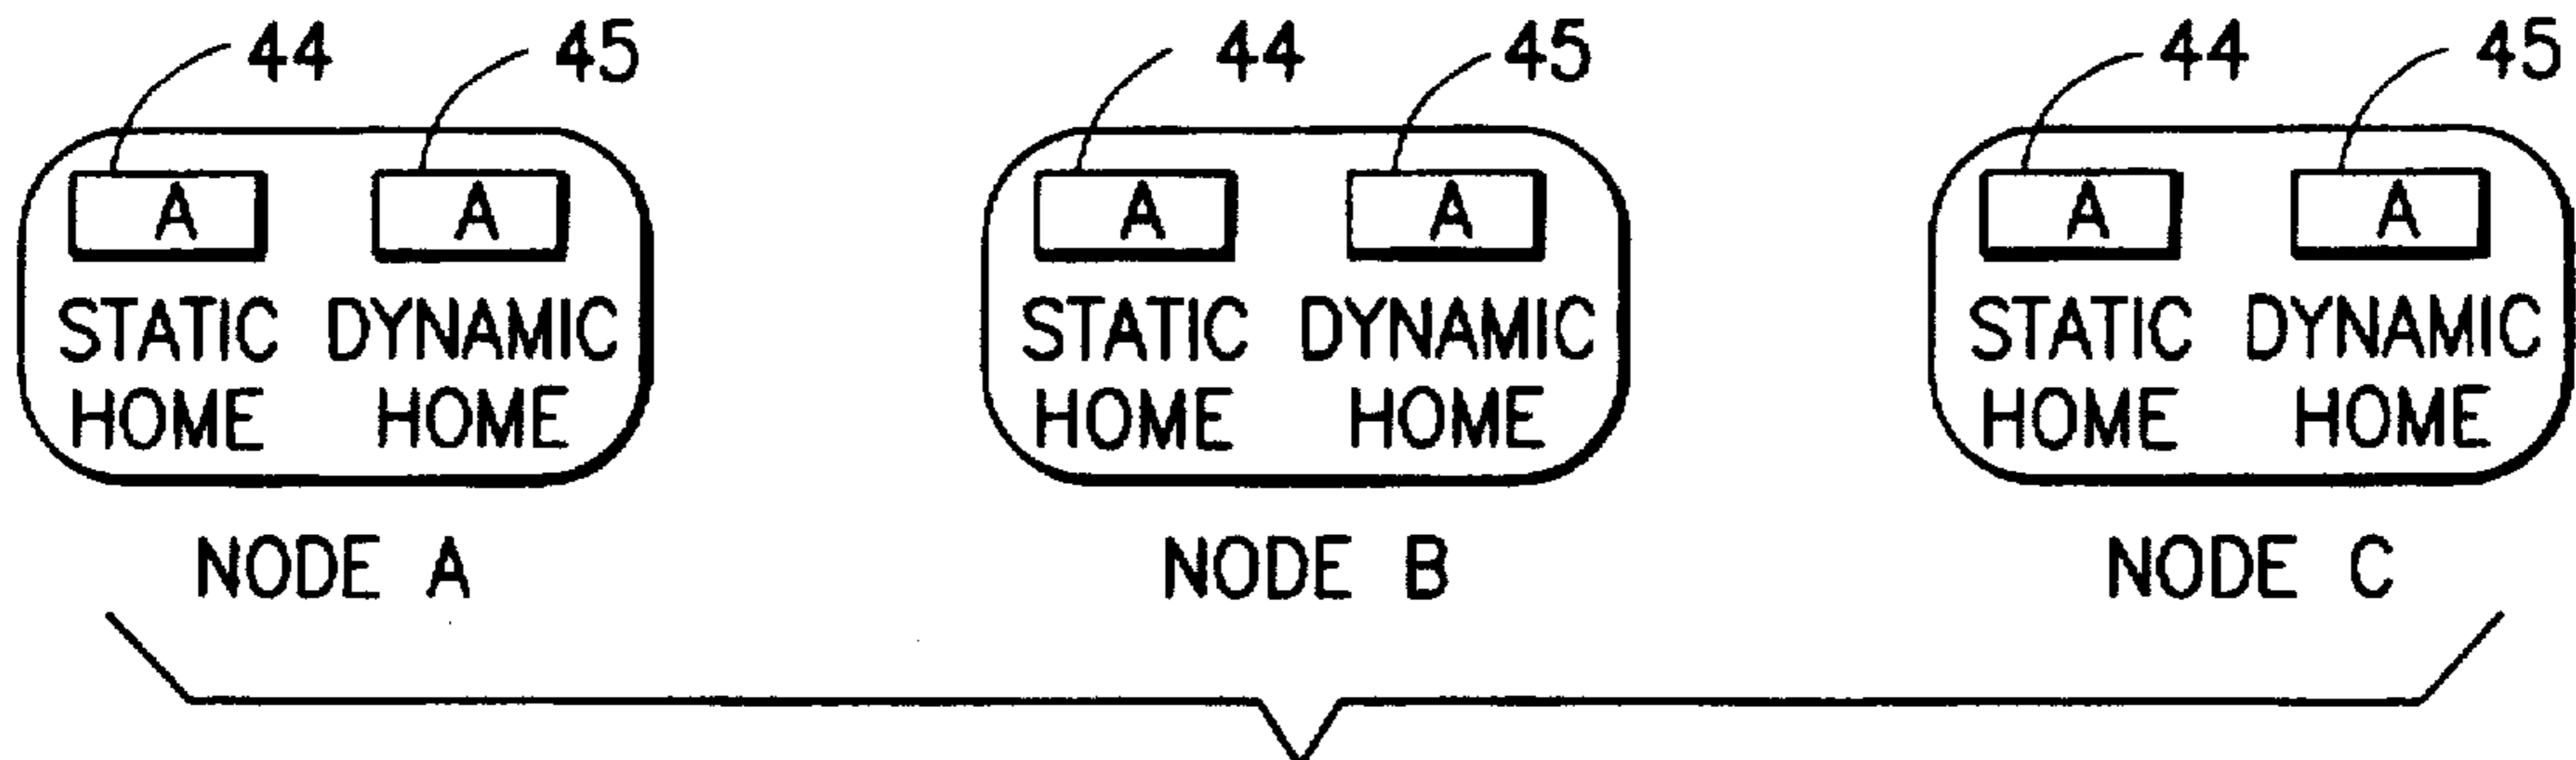 44 45 44 45 44 45
A A A A A A
STATIC DYNAMIC STATIC DYNAMIC STATIC DYNAMIC
HOME HOME HOME HOME HOME HOME
NODE A NODE B NODE C